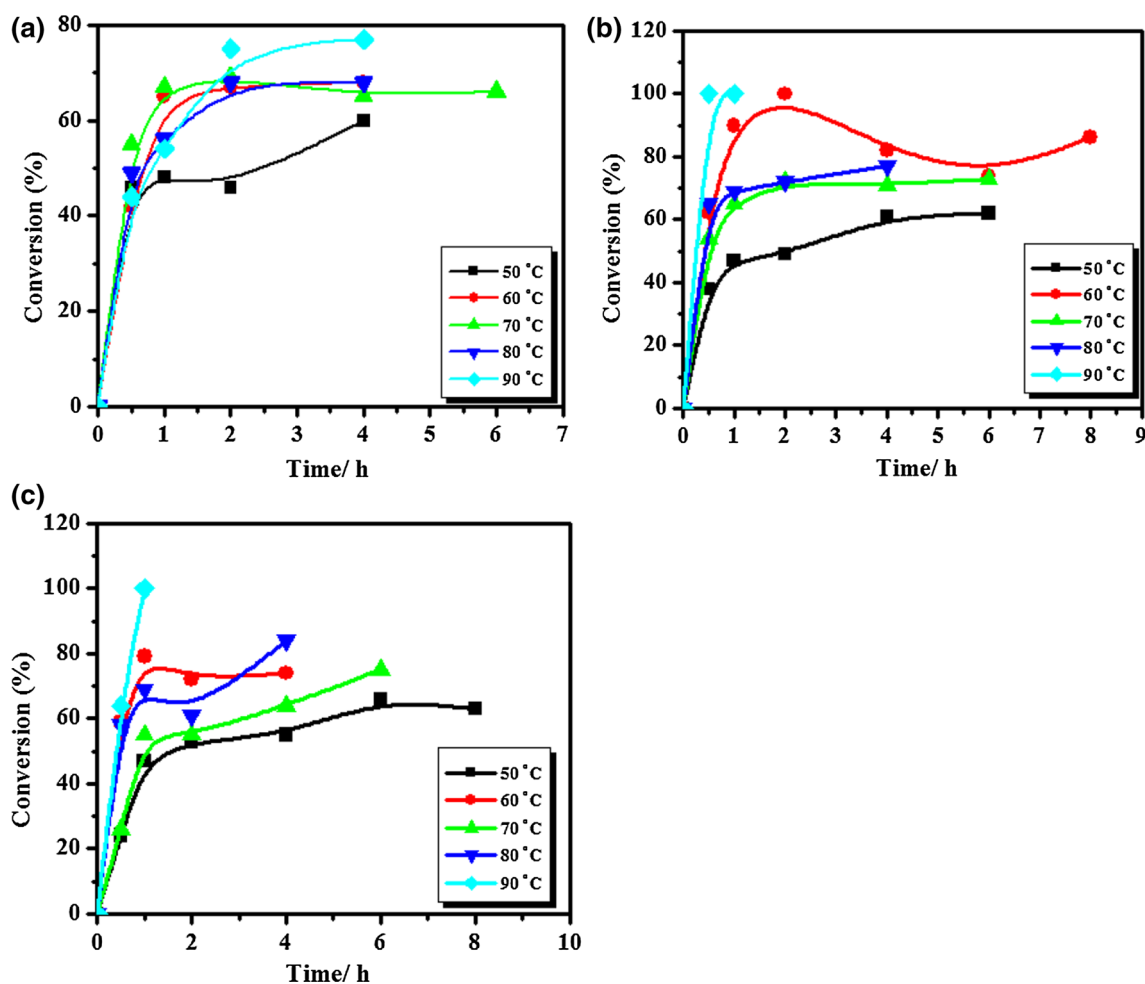 (a)
80
60
40
20
0
Conversion (%)
0 1 2 3 4 5 6 7
Time/ h
50 °C
60 °C
70 °C
80 °C
90 °C
(b)
120
100
80
60
40
20
0
Conversion (%)
0 1 2 3 4 5 6 7 8 9
Time/ h
50 °C
60 °C
70 °C
80 °C
90 °C
(c)
120
100
80
60
40
20
0
Conversion (%)
0 2 4 6 8 10
Time/ h
50 °C
60 °C
70 °C
80 °C
90 °C